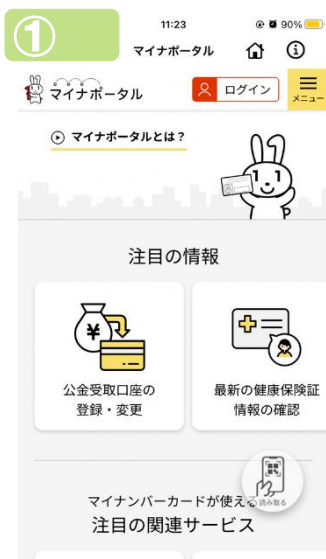 ①
11:23
90%
マイナポータル
マイナポータル
ログイン
メニュー
マイナポータルとは？
注目の情報
¥
公金受取口座の
登録・変更
最新の健康保険証
情報の確認
読み取る
マイナンバーカードが使える
注目の関連サービス